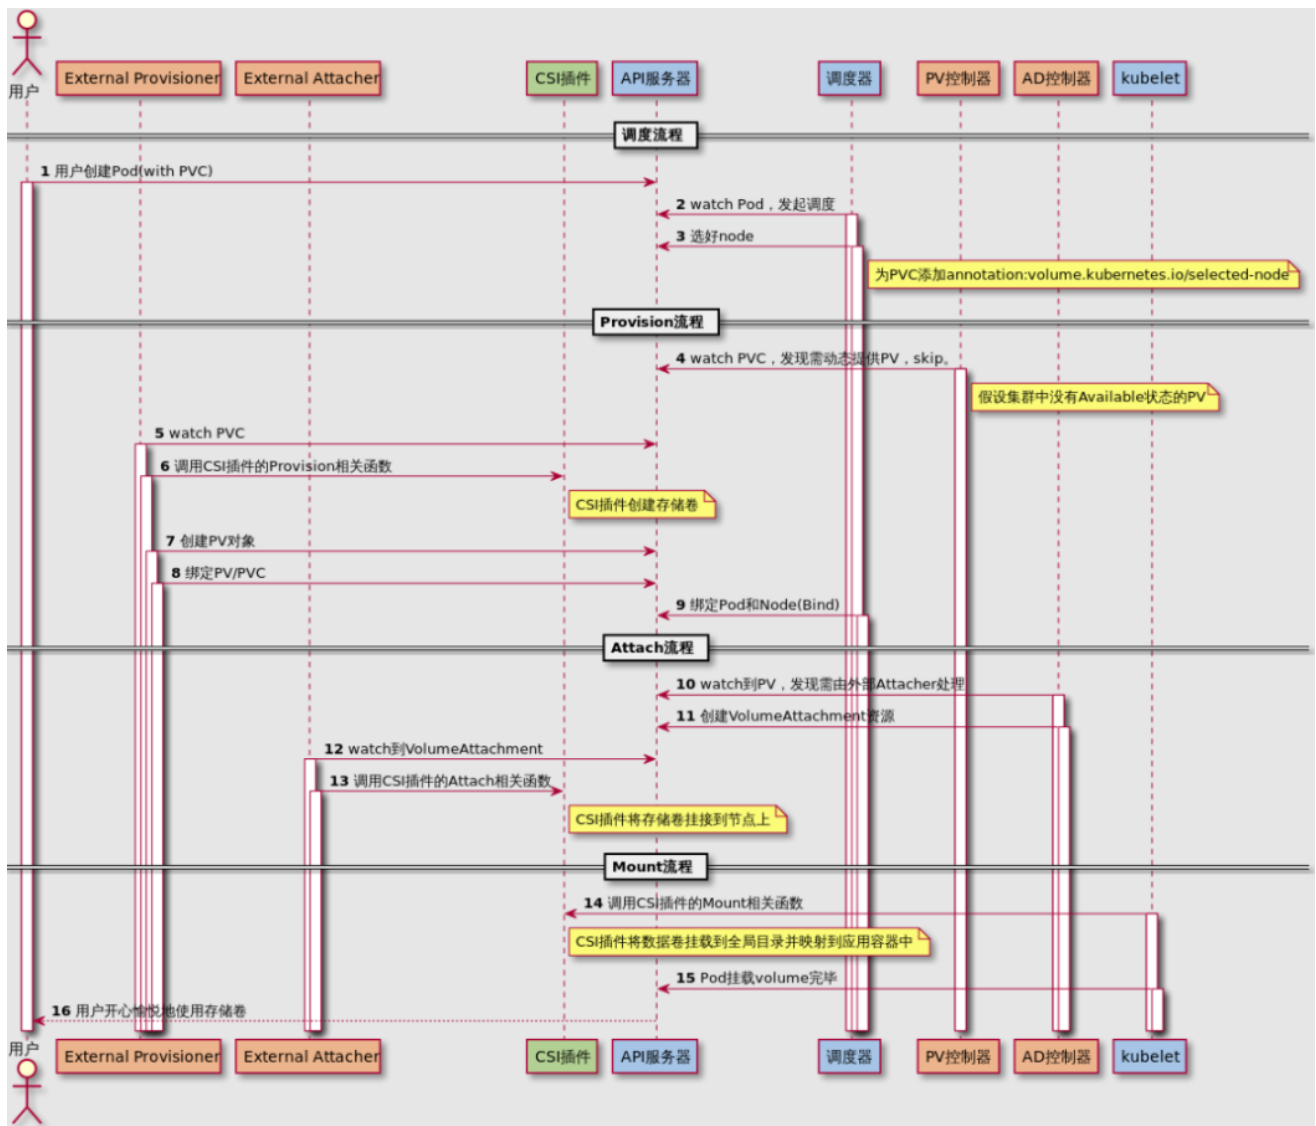 用户
External Provisioner
External Attacher
CSI插件
API服务器
调度器
PV控制器
AD控制器
kubelet
调度流程
1 用户创建Pod(with PVC)
2 watch Pod，发起调度
3 选好node
为PVC添加annotation:volume.kubernetes.io/selected-node
Provision流程
4 watch PVC，发现需动态提供PV，skip。
假设集群中没有Available状态的PV
5 watch PVC
6 调用CSI插件的Provision相关函数
CSI插件创建存储卷
7 创建PV对象
8 绑定PV/PVC
9 绑定Pod和Node(Bind)
Attach流程
10 watch到PV，发现需由外部Attacher处理
11 创建VolumeAttachment资源
12 watch到VolumeAttachment
13 调用CSI插件的Attach相关函数
CSI插件将存储卷挂接到节点上
Mount流程
14 调用CSI插件的Mount相关函数
CSI插件将数据卷挂载到全局目录并映射到应用容器中
15 Pod挂载volume完毕
16 用户开心愉悦地使用存储卷
用户
External Provisioner
External Attacher
CSI插件
API服务器
调度器
PV控制器
AD控制器
kubelet